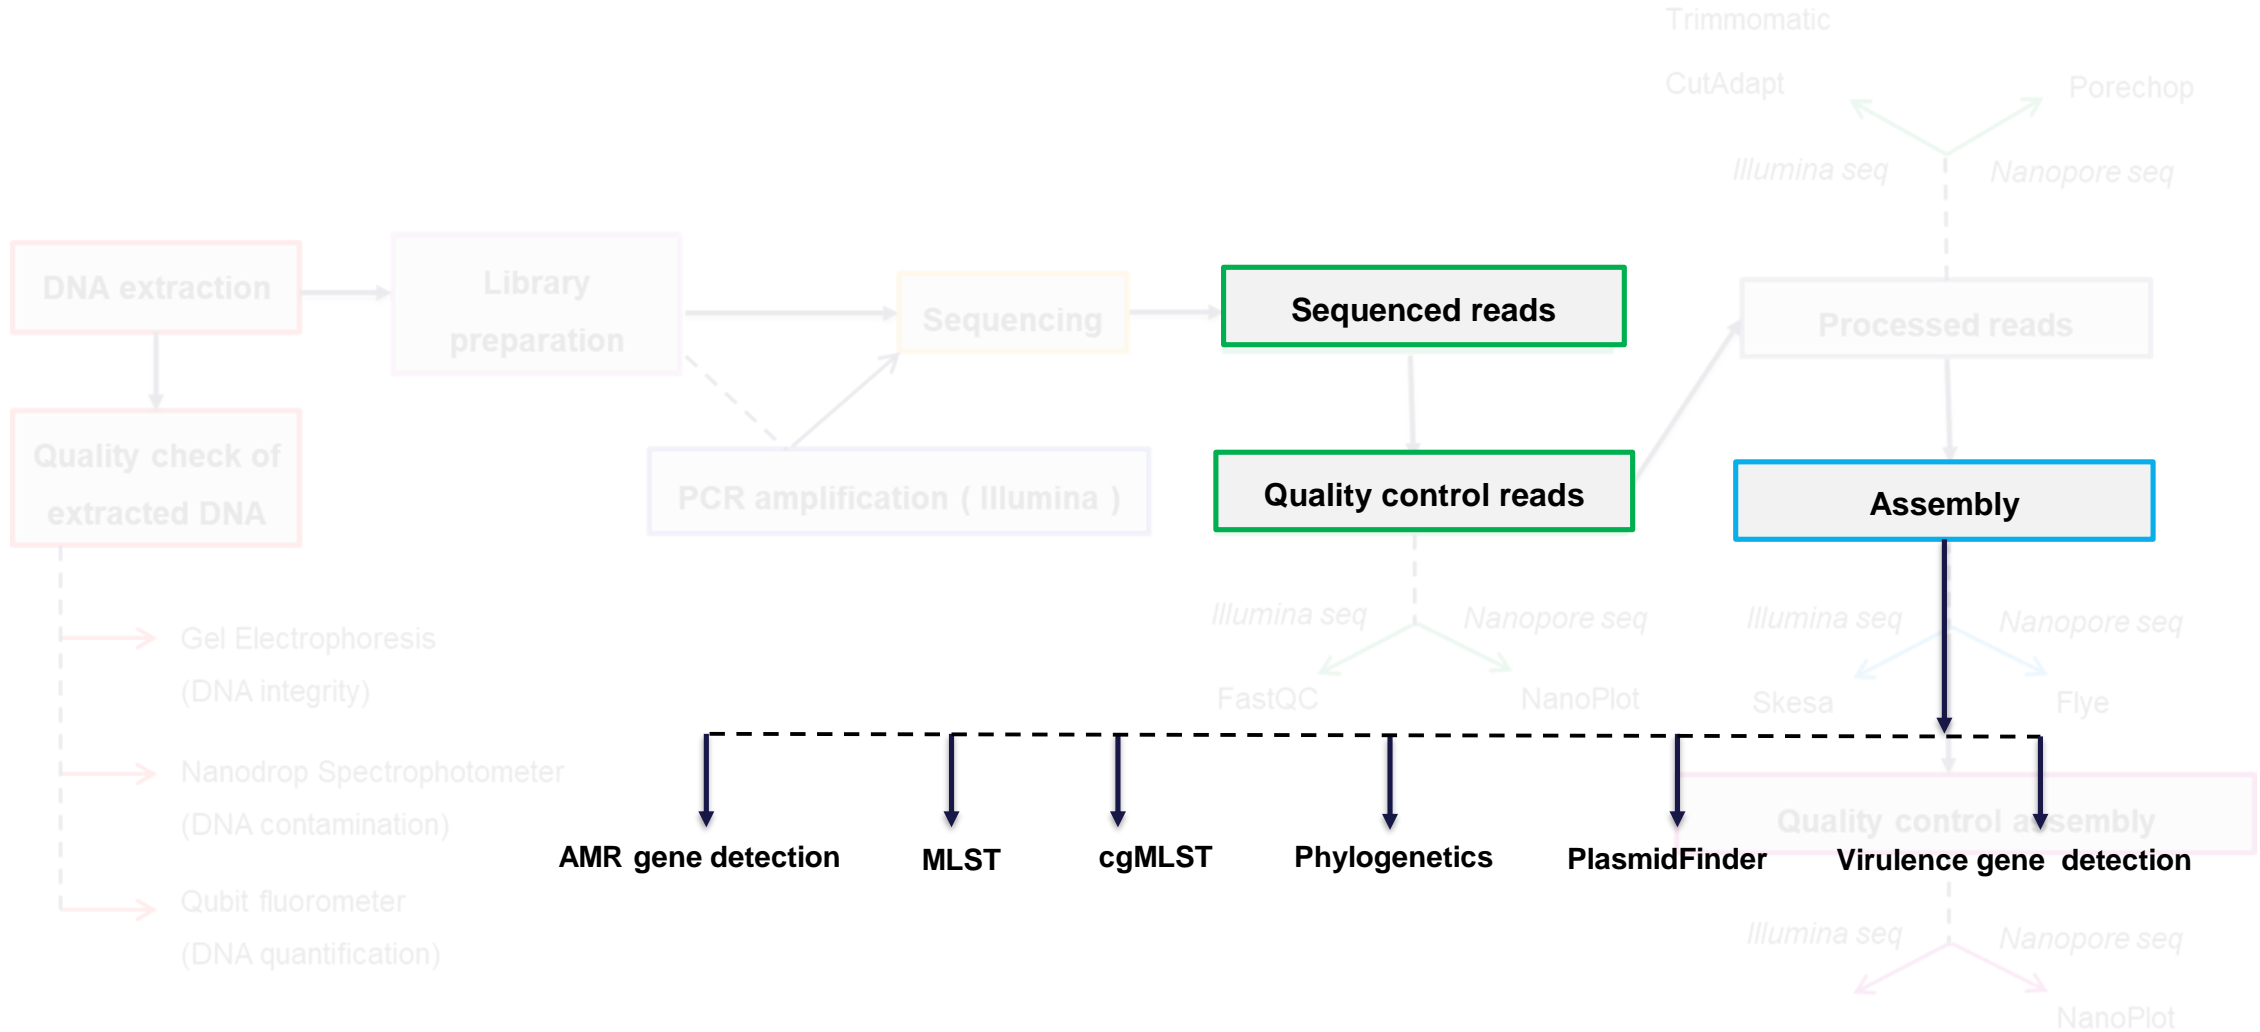 Trimmomatic
CutAdapt
Porechop
Illumina seq
Nanopore seq
DNA extraction
Library
preparation
Sequencing
Sequenced reads
Processed reads
Quality check of
extracted DNA
PCR amplification ( Illumina )
Quality control reads
Assembly
Illumina seq
Nanopore seq
Illumina seq
Nanopore seq
Gel Electrophoresis
(DNA integrity)
FastQC
NanoPlot
Skesa
Flye
Nanodrop Spectrophotometer
(DNA contamination)
Quality control assembly
AMR gene detection
MLST
cgMLST
Phylogenetics
PlasmidFinder
Virulence gene detection
Qubit fluorometer
(DNA quantification)
Illumina seq
Nanopore seq
NanoPlot